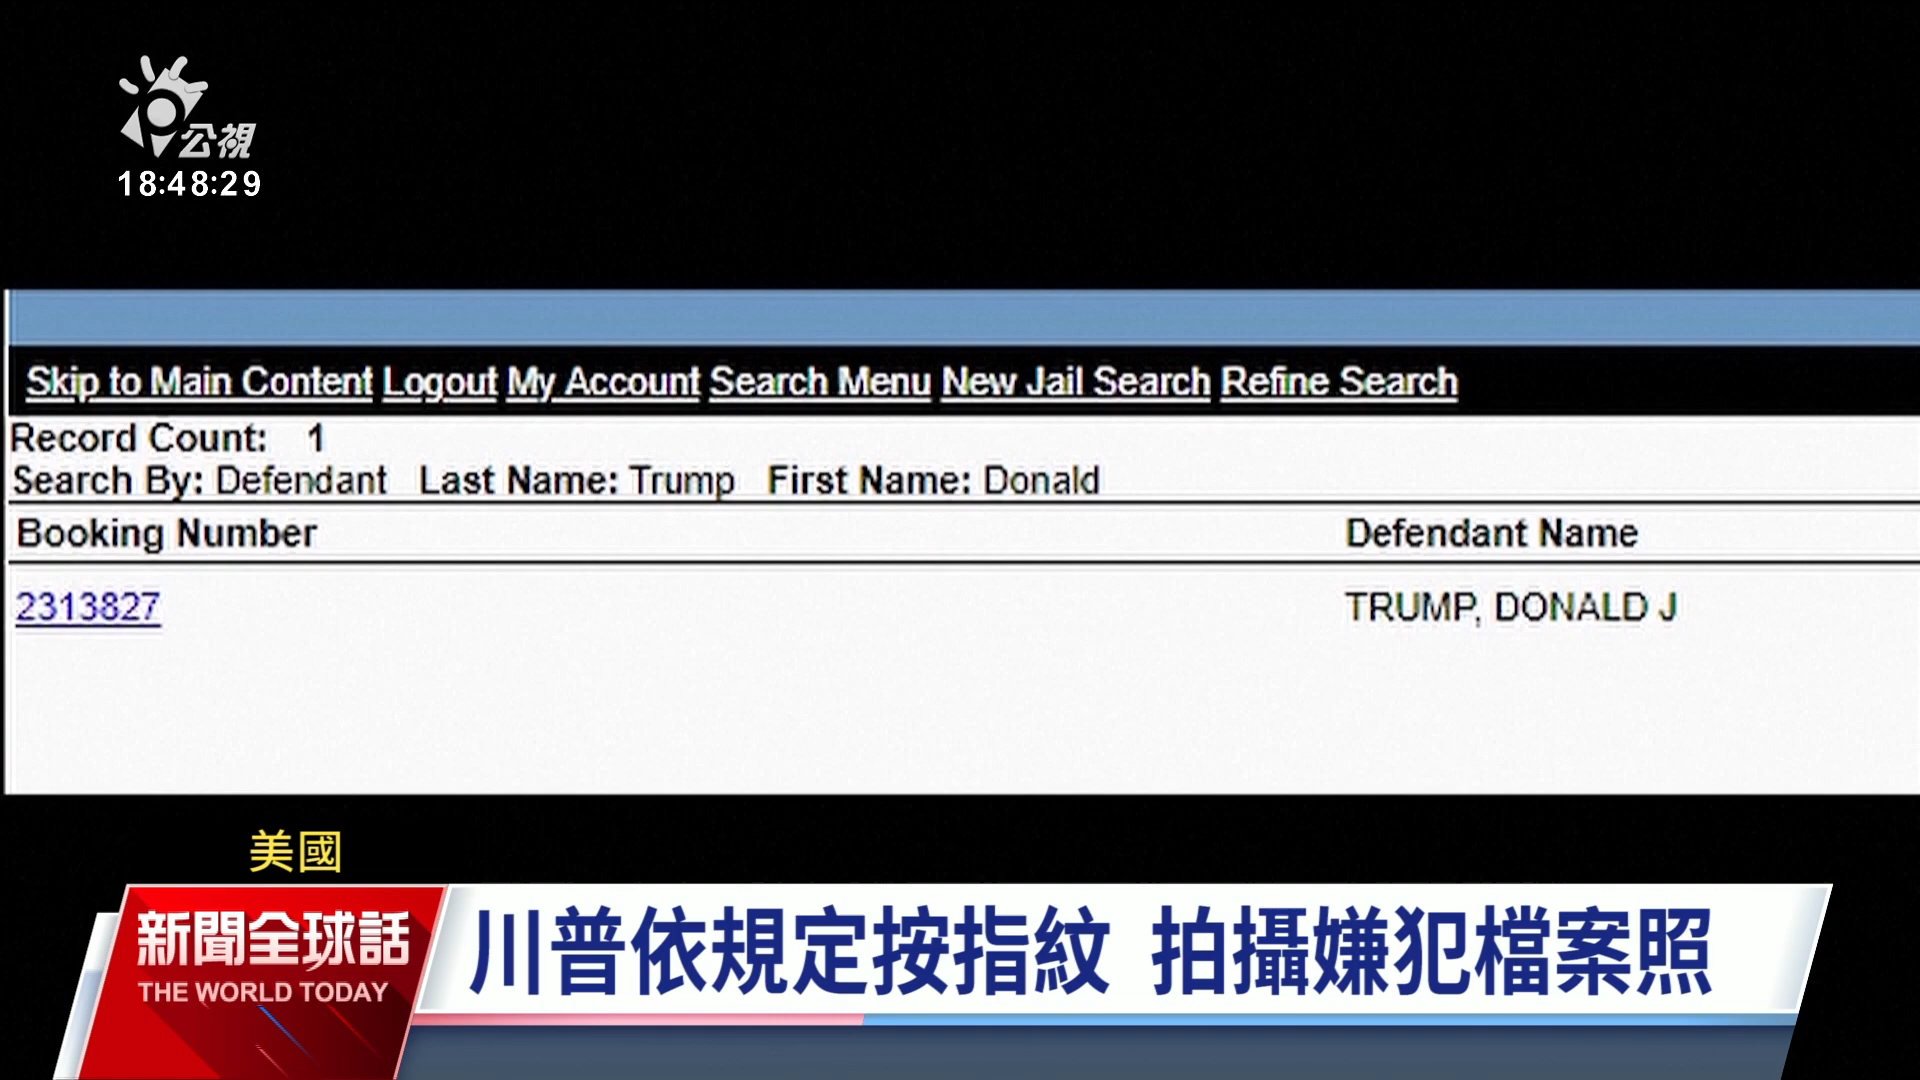 公視
18:48:29
Skip to Main Content Logout My Account Search Menu New Jail Search Refine Search
Record Count: 1
Search By: Defendant Last Name: Trump First Name: Donald
Booking Number Defendant Name
2313827 TRUMP, DONALD J
美國
新聞全球話
THE WORLD TODAY
川普依規定按指紋 拍攝嫌犯檔案照